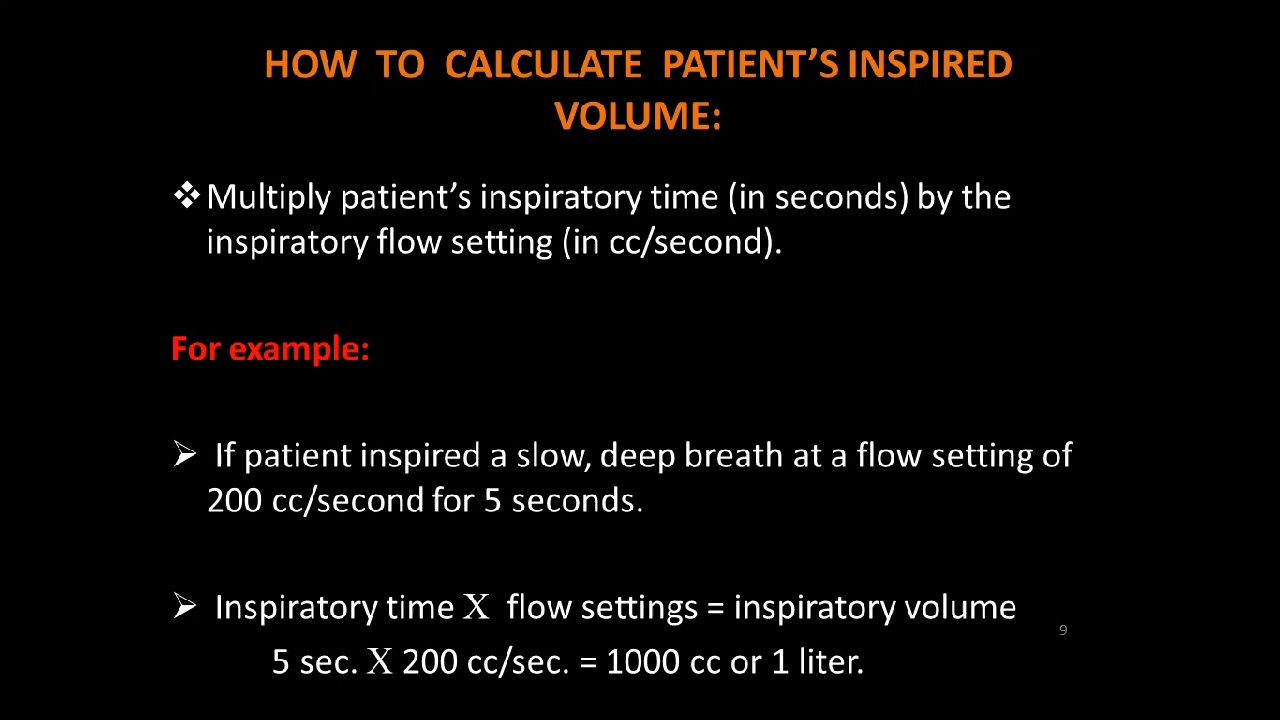 HOW TO CALCULATE PATIENT’S INSPIRED
VOLUME:
❖Multiply patient’s inspiratory time (in seconds) by the
inspiratory flow setting (in cc/second).
For example:
➢ If patient inspired a slow, deep breath at a flow setting of
200 cc/second for 5 seconds.
➢ Inspiratory time X flow settings = inspiratory volume
9
5 sec. X 200 cc/sec. = 1000 cc or 1 liter.